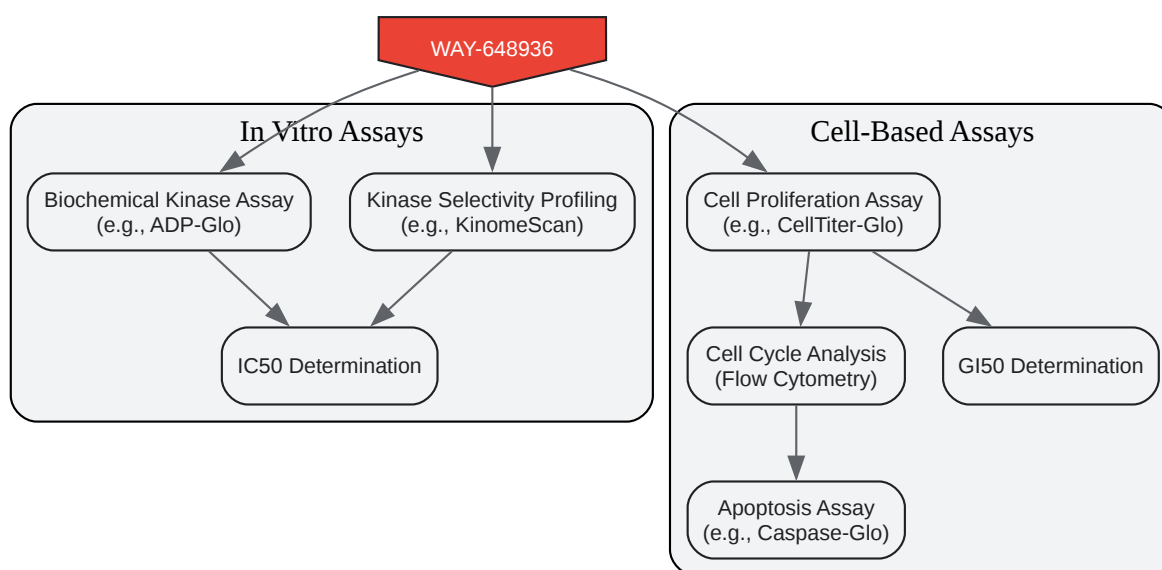 WAY-648936
In Vitro Assays
Biochemical Kinase Assay
(e.g., ADP-Glo)
Kinase Selectivity Profiling
(e.g., KinomeScan)
IC50 Determination
Cell-Based Assays
Cell Proliferation Assay
(e.g., CellTiter-Glo)
Cell Cycle Analysis
(Flow Cytometry)
GI50 Determination
Apoptosis Assay
(e.g., Caspase-Glo)